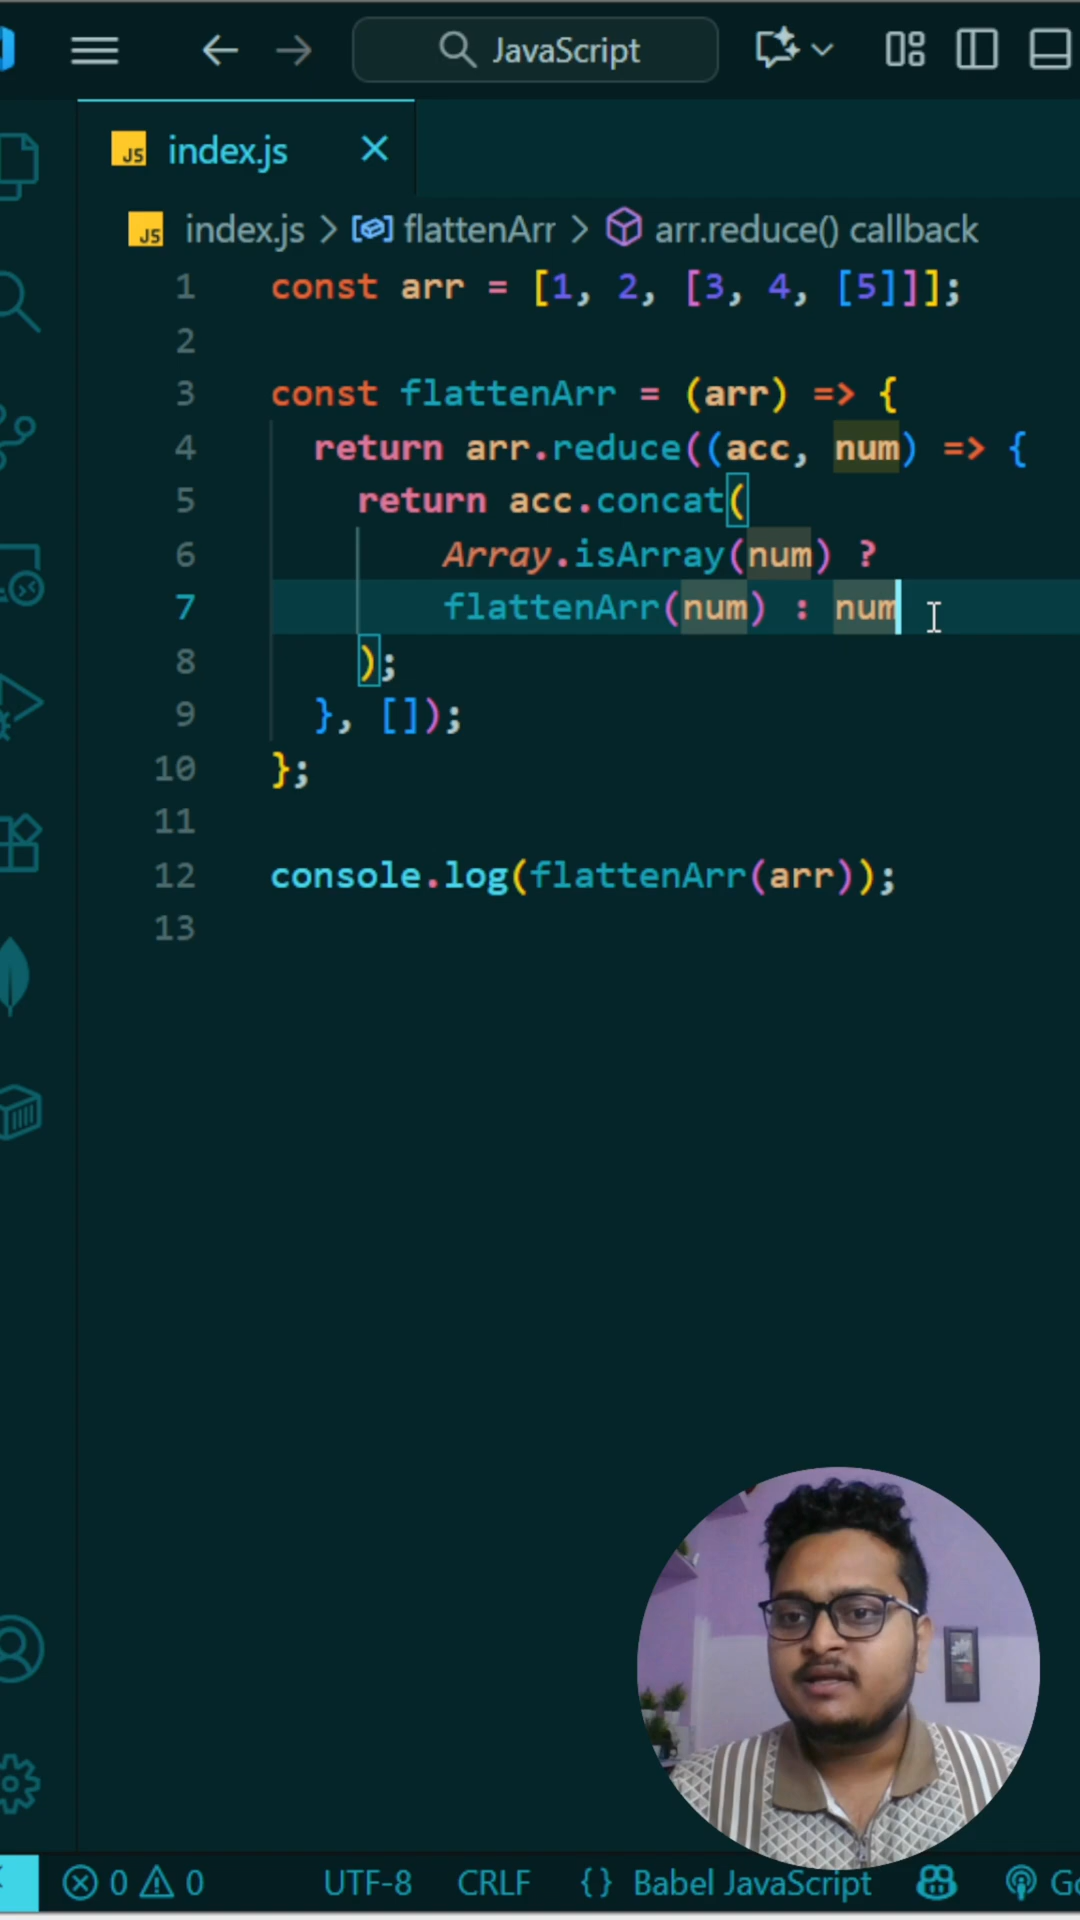 JavaScript
JS index.js
JS index.js > flattenArr > arr.reduce() callback
1 const arr = [1, 2, [3, 4, [5]]];
2
3 const flattenArr = (arr) => {
4 return arr.reduce((acc, num) => {
5 return acc.concat(
6 Array.isArray(num) ?
7 flattenArr(num) : num
8 );
9 }, []);
10 };
11
12 console.log(flattenArr(arr));
13
0 0 UTF-8 CRLF {} Babel JavaScript Go